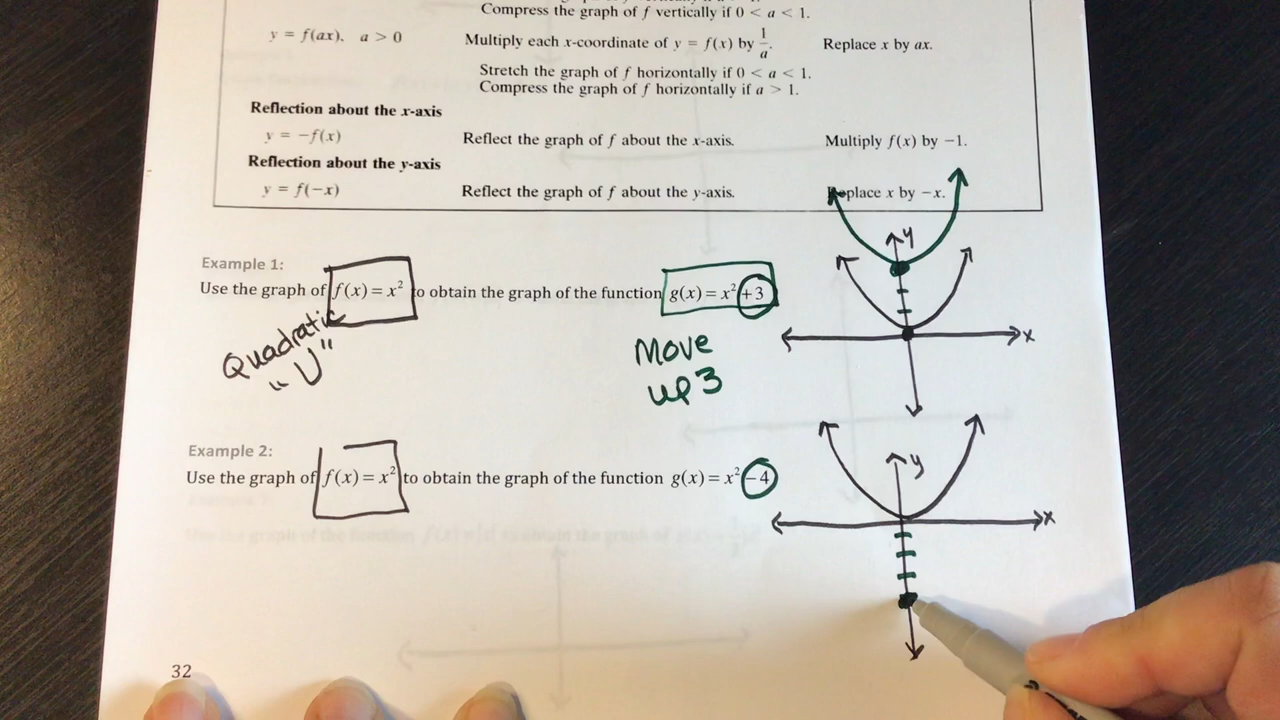 Compress the graph of f vertically if 0 < a < 1.
y = f(ax), a > 0 Multiply each x-coordinate of y = f(x) by 1/a. Replace x by ax.
Stretch the graph of f horizontally if 0 < a < 1.
Compress the graph of f horizontally if a > 1.
Reflection about the x-axis
y = −f(x) Reflect the graph of f about the x-axis. Multiply f(x) by −1.
Reflection about the y-axis
y = f(−x) Reflect the graph of f about the y-axis. Replace x by −x.
y
Example 1:
Use the graph of f(x) = x² to obtain the graph of the function g(x) = x² +3
x
Quadratic
"U"
Move
up 3
Example 2:
Use the graph of f(x) = x² to obtain the graph of the function g(x) = x² −4
y
x
32